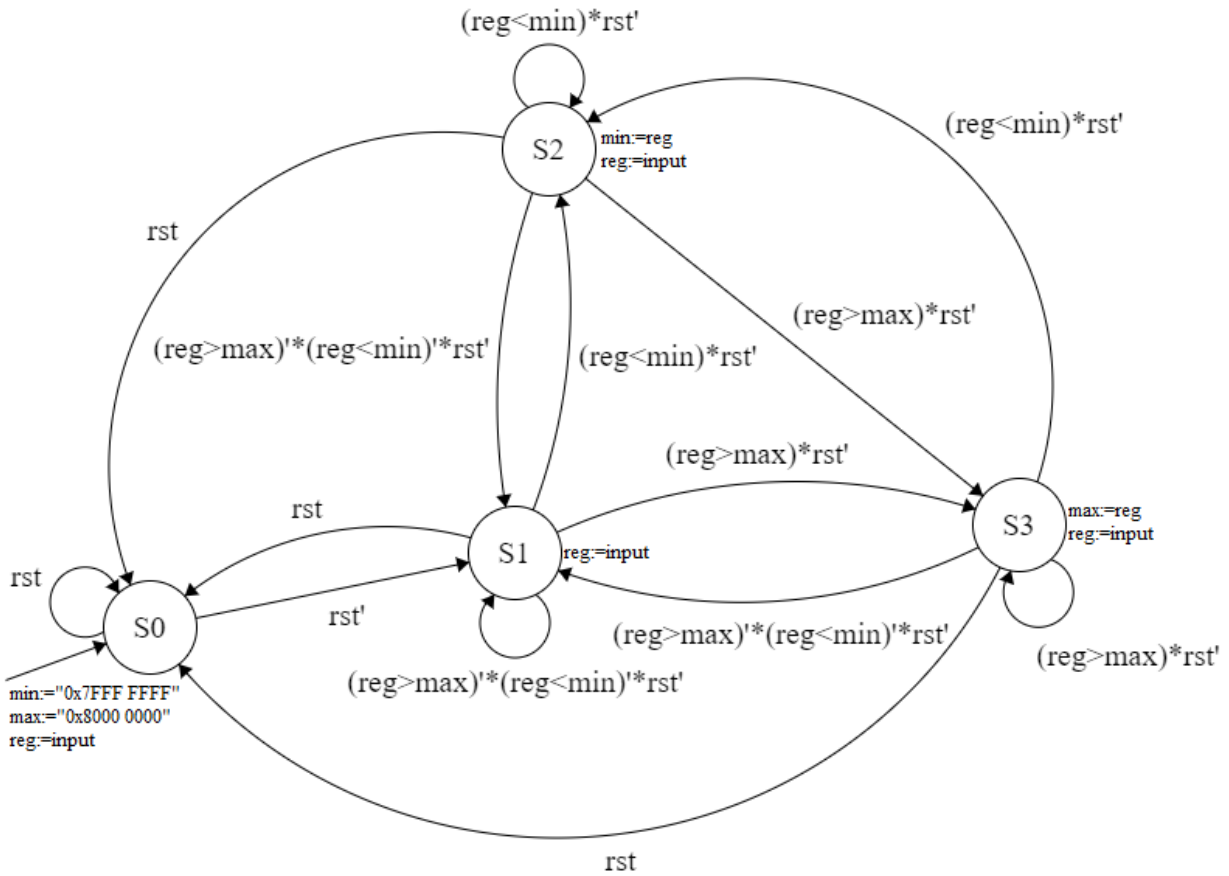 (reg<min)*rst'
S2
min:=reg
reg:=input
(reg<min)*rst'
rst
(reg>max)*rst'
(reg>max)'*(reg<min)'*rst'
(reg<min)*rst'
(reg>max)*rst'
rst
S1
reg:=input
S3
max:=reg
reg:=input
rst
S0
rst'
(reg>max)'*(reg<min)'*rst'
(reg>max)*rst'
(reg>max)'*(reg<min)'*rst'
min:="0x7FFF FFFF"
max:="0x8000 0000"
reg:=input
rst